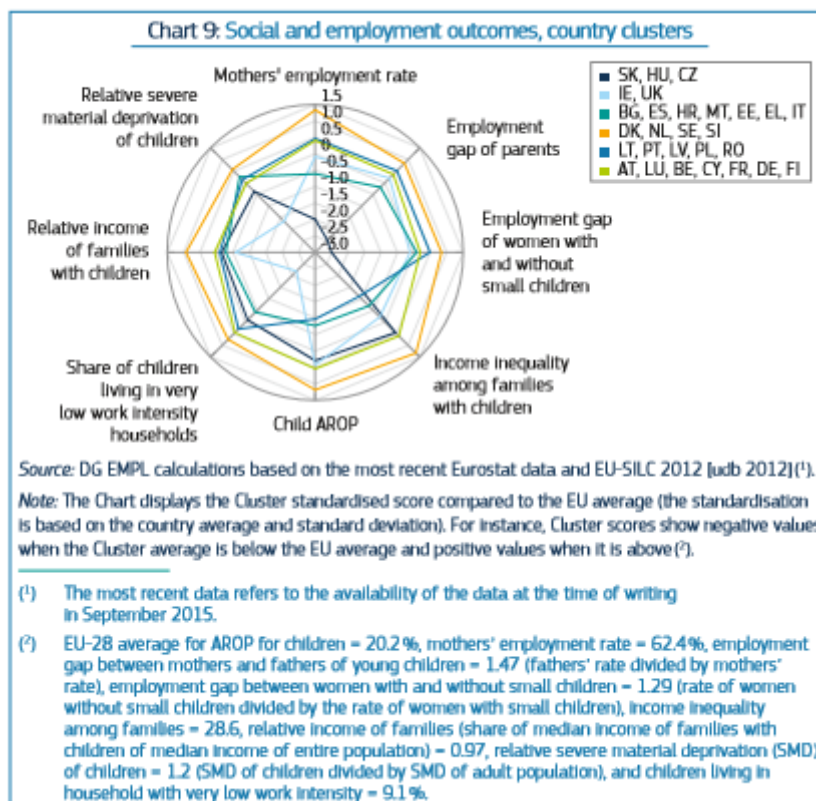 Chart 9: Social and employment outcomes, country clusters
Mothers' employment rate
Relative severe
material deprivation
of children
Employment
gap of parents
SK, HU, CZ
IE, UK
BG, ES, HR, MT, EE, EL, IT
DK, NL, SE, SI
LT, PT, LV, PL, RO
AT, LU, BE, CY, FR, DE, FI
1.5
1.0
0.5
0
-0.5
-1.0
-1.5
-2.0
-2.5
-3.0
Relative income
of families
with children
Employment gap
of women with
and without
small children
Share of children
living in very
low work intensity
households
Income inequality
among families
with children
Child AROP
Source: DG EMPL calculations based on the most recent Eurostat data and EU-SILC 2012 [udb 2012](¹).
Note: The Chart displays the Cluster standardised score compared to the EU average (the standardisation
is based on the country average and standard deviation). For instance, Cluster scores show negative values
when the Cluster average is below the EU average and positive values when it is above(²).
(¹) The most recent data refers to the availability of the data at the time of writing
in September 2015.
(²) EU-28 average for AROP for children = 20.2%, mothers' employment rate = 62.4%, employment
gap between mothers and fathers of young children = 1.47 (fathers' rate divided by mothers'
rate), employment gap between women with and without small children = 1.29 (rate of women
without small children divided by the rate of women with small children), income inequality
among families = 28.6, relative income of families (share of median income of families with
children of median income of entire population) = 0.97, relative severe material deprivation (SMD)
of children = 1.2 (SMD of children divided by SMD of adult population), and children living in
household with very low work intensity = 9.1%.